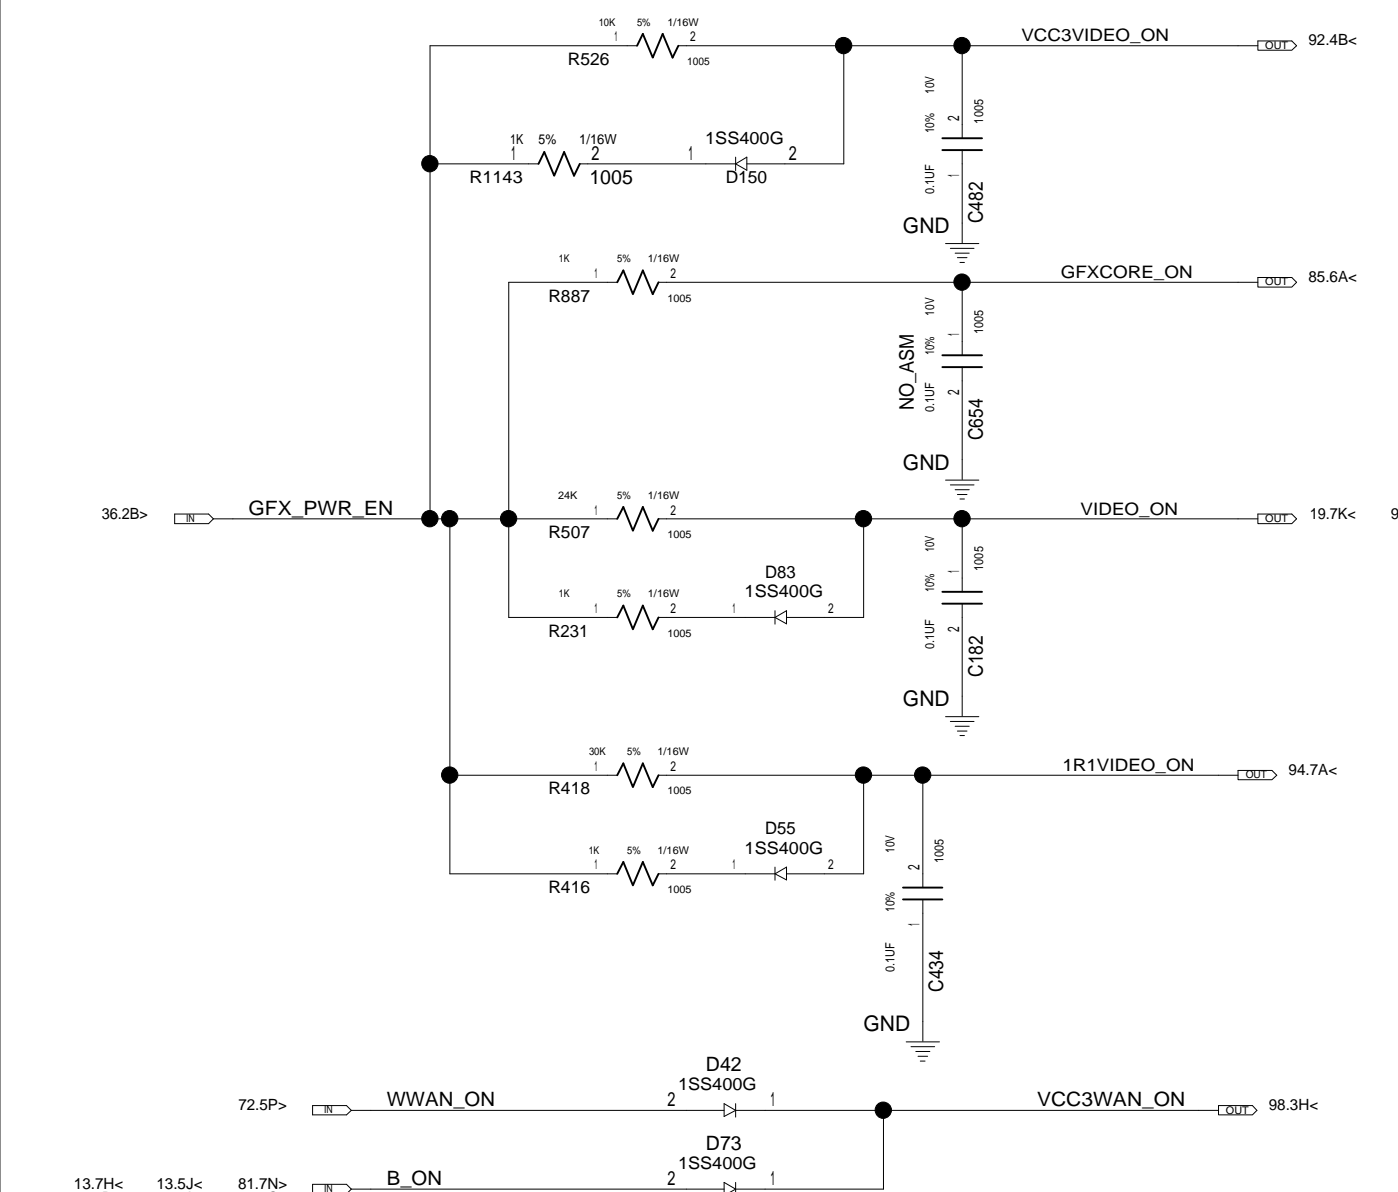 10K 5% 1/16W
1 2
R526 1005
VCC3VIDEO_ON
OUT 92.4B<
1K 5% 1/16W
1 2
R1143 1005
1SS400G
1 2
D150
10V
10%
0.1UF
2
1
1005
C482
GND
1K 5% 1/16W
1 2
R887 1005
GFXCORE_ON
OUT 85.6A<
NO_ASM
10V
10%
0.1UF
1
2
1005
C654
GND
36.2B> IN GFX_PWR_EN
24K 5% 1/16W
1 2
R507 1005
VIDEO_ON
OUT 19.7K< 9
1K 5% 1/16W
1 2
R231 1005
D83
1SS400G
1 2
10V
10%
0.1UF
1
2
1005
C182
GND
30K 5% 1/16W
1 2
R418 1005
1R1VIDEO_ON
OUT 94.7A<
1K 5% 1/16W
1 2
R416 1005
D55
1SS400G
1 2
10V
10%
0.1UF
2
1
1005
C434
GND
72.5P> IN WWAN_ON
D42
1SS400G
2 1
VCC3WAN_ON
OUT 98.3H<
13.7H< 13.5J< 81.7N> IN B_ON
D73
1SS400G
2 1